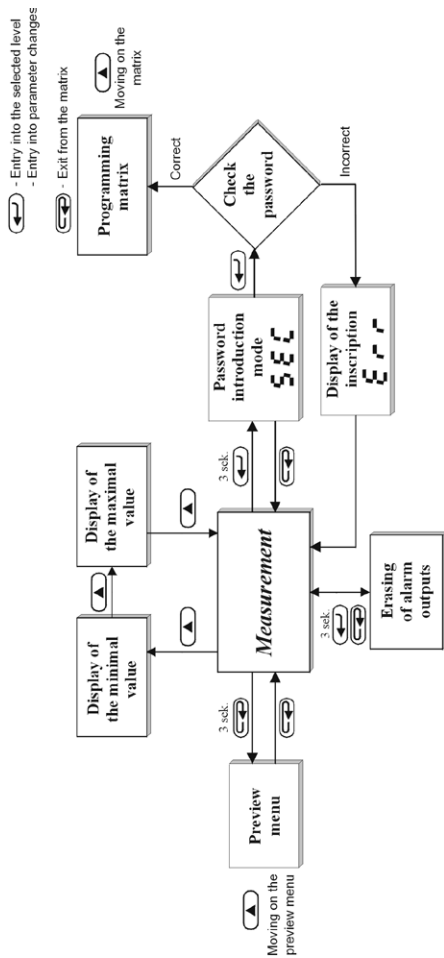 - Entry into the selected level
- Entry into parameter changes
- Exit from the matrix
Moving on the
matrix
Programming
matrix
Correct
Check
the
password
Incorrect
Display of the
inscription
Err
Password
introduction
mode
SEC
3 sek.
Display of
the maximal
value
Display of
the minimal
value
Measurement
3 sek.
Erasing
of alarm
outputs
3 sek.
Preview
menu
Moving on the
preview menu